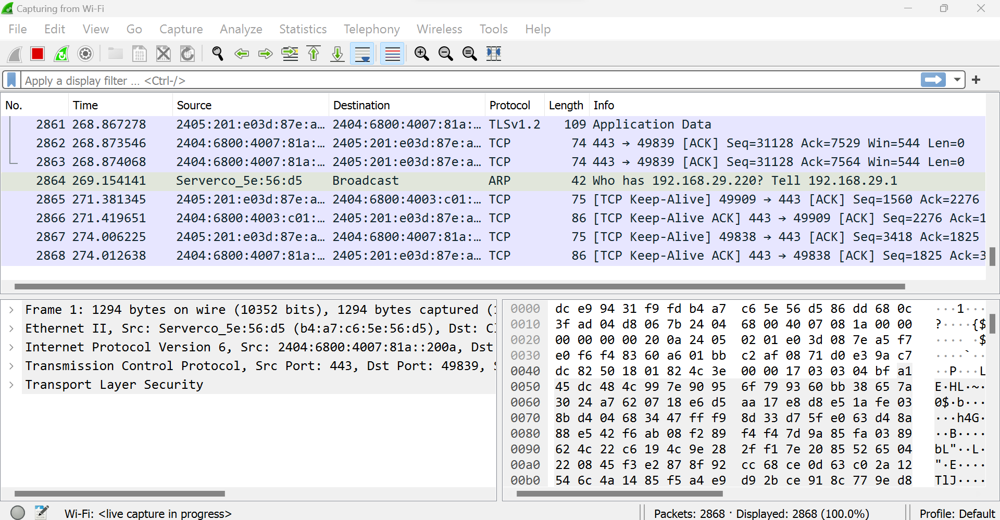 Capturing from Wi-Fi
File Edit View Go Capture Analyze Statistics Telephony Wireless Tools Help
Apply a display filter ... <Ctrl-/>
No. Time Source Destination Protocol Length Info
2861 268.867278 2405:201:e03d:87e:a… 2404:6800:4007:81a:… TLSv1.2 109 Application Data
2862 268.873546 2404:6800:4007:81a:… 2405:201:e03d:87e:a… TCP 74 443 → 49839 [ACK] Seq=31128 Ack=7529 Win=544 Len=0
2863 268.874068 2404:6800:4007:81a:… 2405:201:e03d:87e:a… TCP 74 443 → 49839 [ACK] Seq=31128 Ack=7564 Win=544 Len=0
2864 269.154141 Serverco_5e:56:d5 Broadcast ARP 42 Who has 192.168.29.220? Tell 192.168.29.1
2865 271.381345 2405:201:e03d:87e:a… 2404:6800:4003:c01:… TCP 75 [TCP Keep-Alive] 49909 → 443 [ACK] Seq=1560 Ack=2276
2866 271.419651 2404:6800:4003:c01:… 2405:201:e03d:87e:a… TCP 86 [TCP Keep-Alive ACK] 443 → 49909 [ACK] Seq=2276 Ack=1
2867 274.006225 2405:201:e03d:87e:a… 2404:6800:4007:81a:… TCP 75 [TCP Keep-Alive] 49838 → 443 [ACK] Seq=3418 Ack=1825
2868 274.012638 2404:6800:4007:81a:… 2405:201:e03d:87e:a… TCP 86 [TCP Keep-Alive ACK] 443 → 49838 [ACK] Seq=1825 Ack=3
Frame 1: 1294 bytes on wire (10352 bits), 1294 bytes captured (
Ethernet II, Src: Serverco_5e:56:d5 (b4:a7:c6:5e:56:d5), Dst:
Internet Protocol Version 6, Src: 2404:6800:4007:81a::200a, Dst
Transmission Control Protocol, Src Port: 443, Dst Port: 49839,
Transport Layer Security
0000 dc e9 94 31 f9 fd b4 a7 c6 5e 56 d5 86 dd 68 0c ···1····
0010 3f ad 04 d8 06 7b 24 04 68 00 40 07 08 1a 00 00 ?····{$
0020 00 00 00 00 20 0a 24 05 02 01 e0 3d 08 7e a5 f7 ···· ·$
0030 e0 f6 f4 83 60 a6 01 bb c2 af 08 71 d0 e3 9a c7 ····`··
0040 dc 82 50 18 01 82 4c 3e 00 00 17 03 03 04 bf a1 ··P···L
0050 45 dc 48 4c 99 7e 90 95 6f 79 93 60 bb 38 65 7a E·HL·~·
0060 30 24 a7 62 07 18 e6 d5 aa 17 e8 d8 e5 1a fe 03 0$·b···
0070 8b d4 04 68 34 47 ff f9 8d 33 d7 5f e0 63 d4 8a ···h4G·
0080 88 e5 42 f6 ab 08 f2 89 f4 f4 7d 9a 85 fa 03 89 ··B····
0090 62 4c 22 c6 19 4c 9e 28 2f f1 7e 20 85 52 65 04 bL"··L·
00a0 22 08 45 f3 e2 87 8f 92 cc 68 ce 0d 63 c0 2a 12 "·E····
00b0 54 6c 4a 14 85 f5 a4 e9 d9 2b ce 91 8c 77 9e d8 TlJ····
Wi-Fi: <live capture in progress> Packets: 2868 · Displayed: 2868 (100.0%) Profile: Default